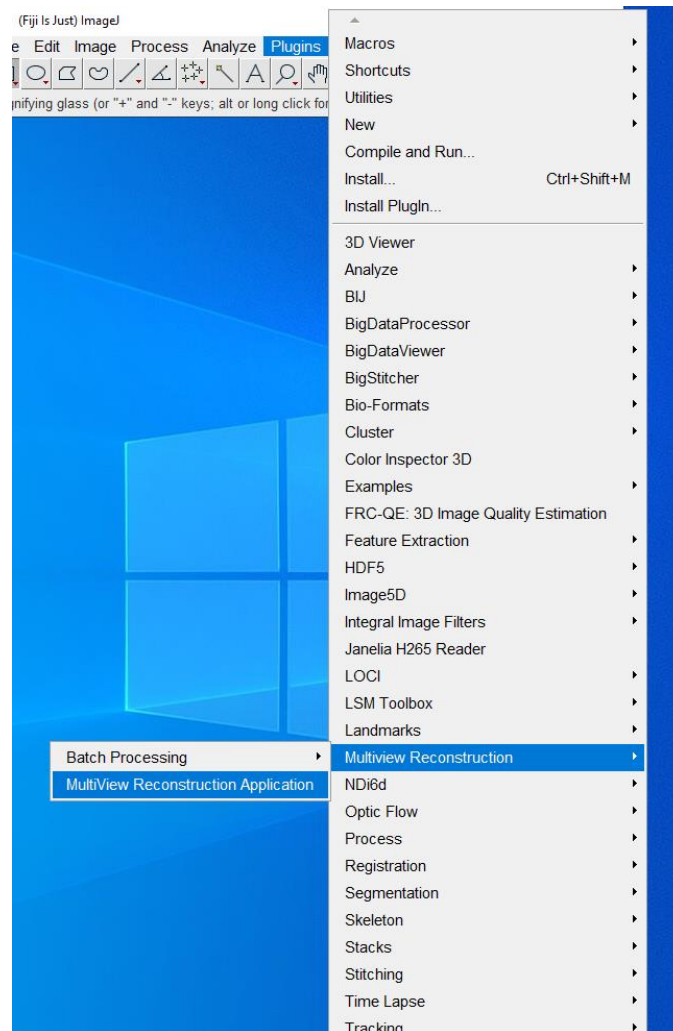 (Fiji Is Just) ImageJ
e Edit Image Process Analyze Plugins
gnifying glass (or "+" and "-" keys; alt or long click for
Macros
Shortcuts
Utilities
New
Compile and Run...
Install... Ctrl+Shift+M
Install PlugIn...
3D Viewer
Analyze
BIJ
BigDataProcessor
BigDataViewer
BigStitcher
Bio-Formats
Cluster
Color Inspector 3D
Examples
FRC-QE: 3D Image Quality Estimation
Feature Extraction
HDF5
Image5D
Integral Image Filters
Janelia H265 Reader
LOCI
LSM Toolbox
Landmarks
Batch Processing
Multiview Reconstruction
MultiView Reconstruction Application
NDi6d
Optic Flow
Process
Registration
Segmentation
Skeleton
Stacks
Stitching
Time Lapse
Tracking